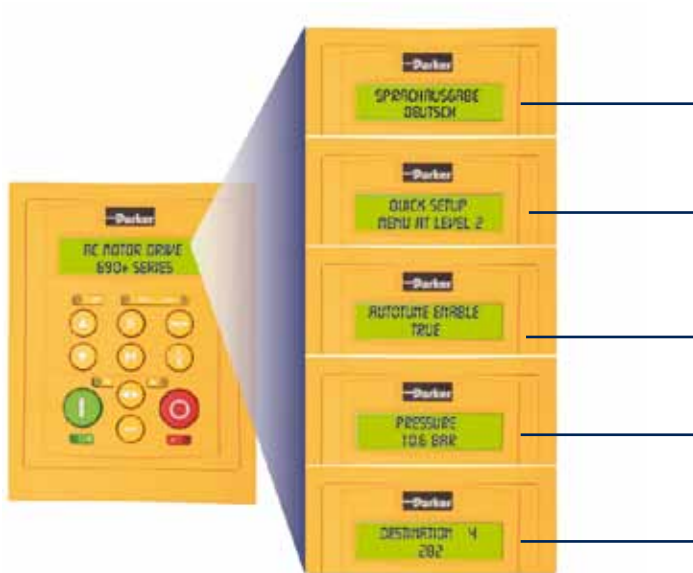 Parker
AC MOTOR DRIVE
690+ SERIES
Parker
SPRACHAUSGABE
DEUTSCH
Parker
QUICK SETUP
MENU AT LEVEL 2
Parker
AUTOTUNE ENABLE
TRUE
Parker
PRESSURE
10.6 BAR
Parker
DESTINATION 4
282